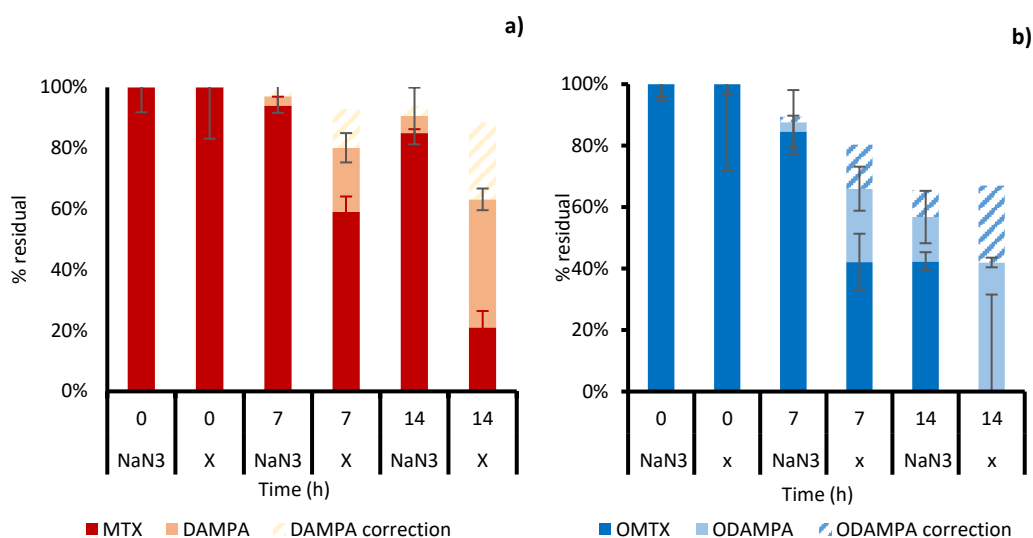 a)
100%
80%
60%
40%
20%
0%
% residual
0 0 7 7 14 14
NaN3 X NaN3 X NaN3 X
Time (h)
MTX DAMPA DAMPA correction
b)
100%
80%
60%
40%
20%
0%
% residual
0 0 7 7 14 14
NaN3 x NaN3 x NaN3 x
Time (h)
OMTX ODAMPA ODAMPA correction